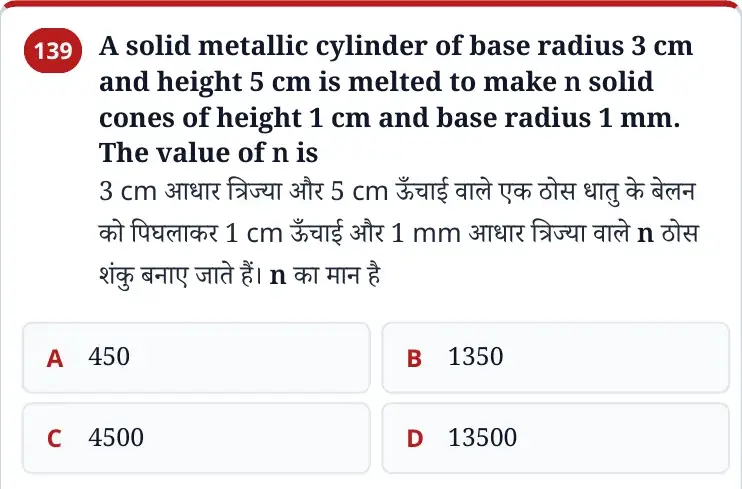 139 A solid metallic cylinder of base radius 3 cm
and height 5 cm is melted to make n solid
cones of height 1 cm and base radius 1 mm.
The value of n is
3 cm आधार त्रिज्या और 5 cm ऊँचाई वाले एक ठोस धातु के बेलन
को पिघलाकर 1 cm ऊँचाई और 1 mm आधार त्रिज्या वाले n ठोस
शंकु बनाए जाते हैं। n का मान है
A 450
B 1350
C 4500
D 13500